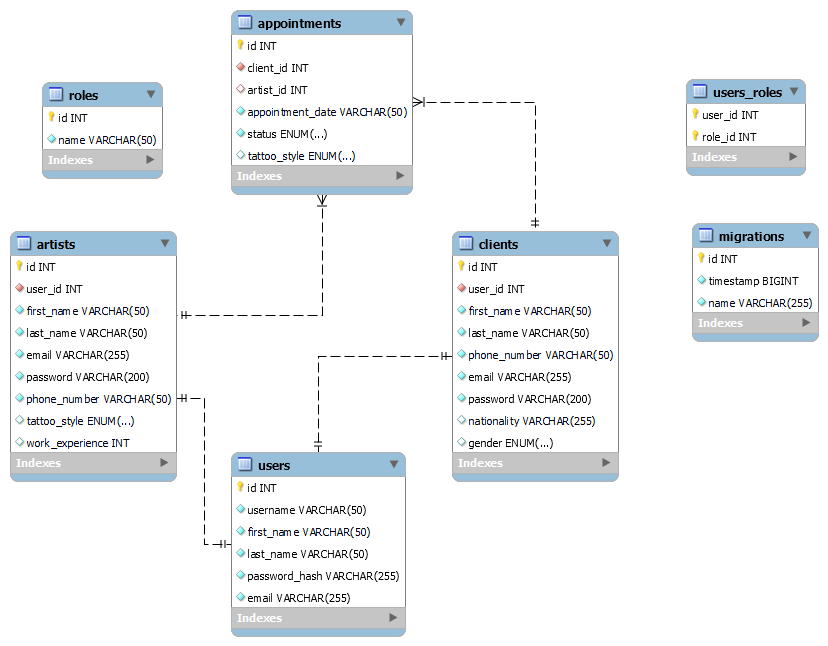 appointments
id INT
client_id INT
artist_id INT
appointment_date VARCHAR(50)
status ENUM(...)
tattoo_style ENUM(...)
Indexes
roles
id INT
name VARCHAR(50)
Indexes
users_roles
user_id INT
role_id INT
Indexes
artists
id INT
user_id INT
first_name VARCHAR(50)
last_name VARCHAR(50)
email VARCHAR(255)
password VARCHAR(200)
phone_number VARCHAR(50)
tattoo_style ENUM(...)
work_experience INT
Indexes
clients
id INT
user_id INT
first_name VARCHAR(50)
last_name VARCHAR(50)
phone_number VARCHAR(50)
email VARCHAR(255)
password VARCHAR(200)
nationality VARCHAR(255)
gender ENUM(...)
Indexes
migrations
id INT
timestamp BIGINT
name VARCHAR(255)
Indexes
users
id INT
username VARCHAR(50)
first_name VARCHAR(50)
last_name VARCHAR(50)
password_hash VARCHAR(255)
email VARCHAR(255)
Indexes